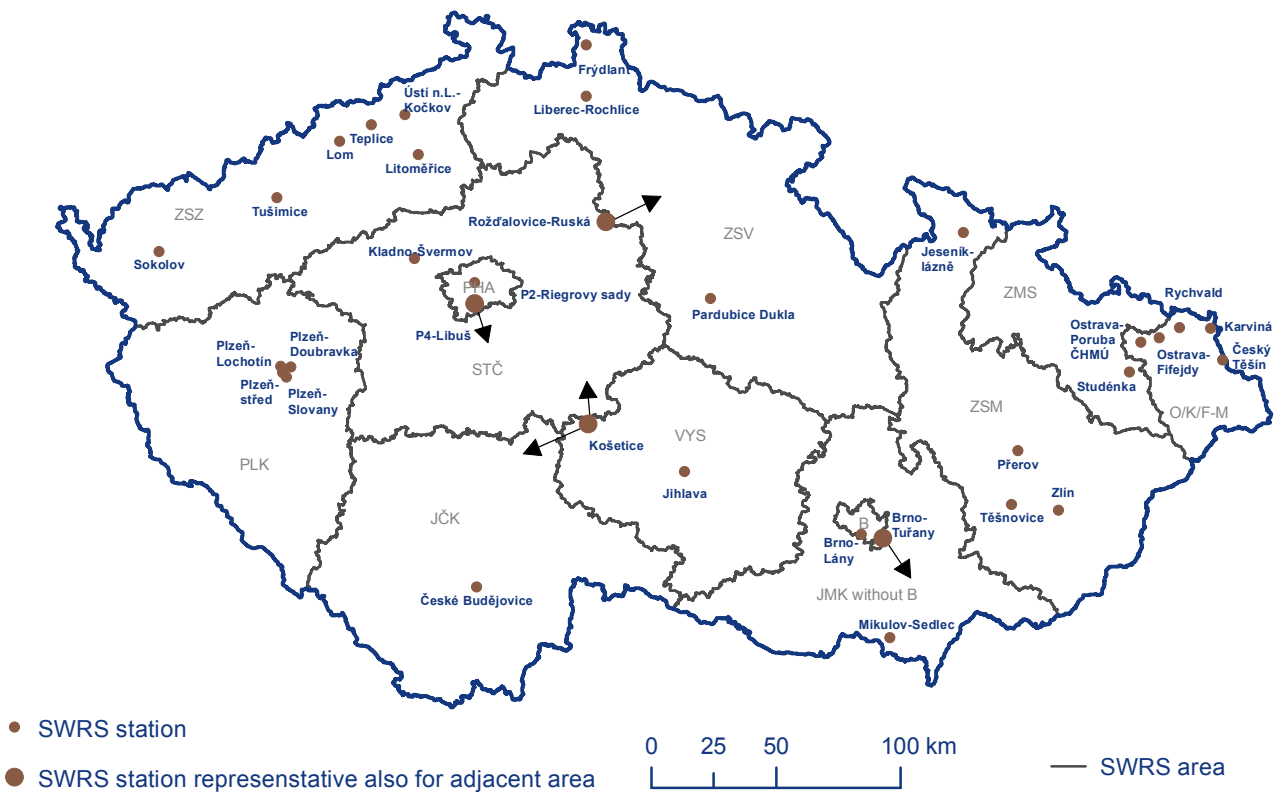 Frýdlant
Ústí n.L.-
Kočkov
Liberec-Rochlice
Teplice
Lom
Litoměřice
Tušimice
ZSZ
Sokolov
Rožďalovice-Ruská
ZSV
Kladno-Švermov
PHA
P2-Riegrovy sady
P4-Libuš
STČ
Pardubice Dukla
Jeseník-
lázně
ZMS
Rychvald
Karviná
Ostrava-
Poruba
ČHMÚ
Ostrava-
Fifejdy
Český
Těšín
Studénka
O/K/F-M
Plzeň-
Lochotín
Plzeň-
Doubravka
Plzeň-
střed
Plzeň-
Slovany
PLK
ZSM
Košetice
VYS
Jihlava
Přerov
Zlín
Těšnovice
JČK
B
Brno-
Tuřany
Brno-
Lány
České Budějovice
JMK without B
Mikulov-Sedlec
SWRS station
SWRS station represenstative also for adjacent area
0 25 50 100 km
SWRS area